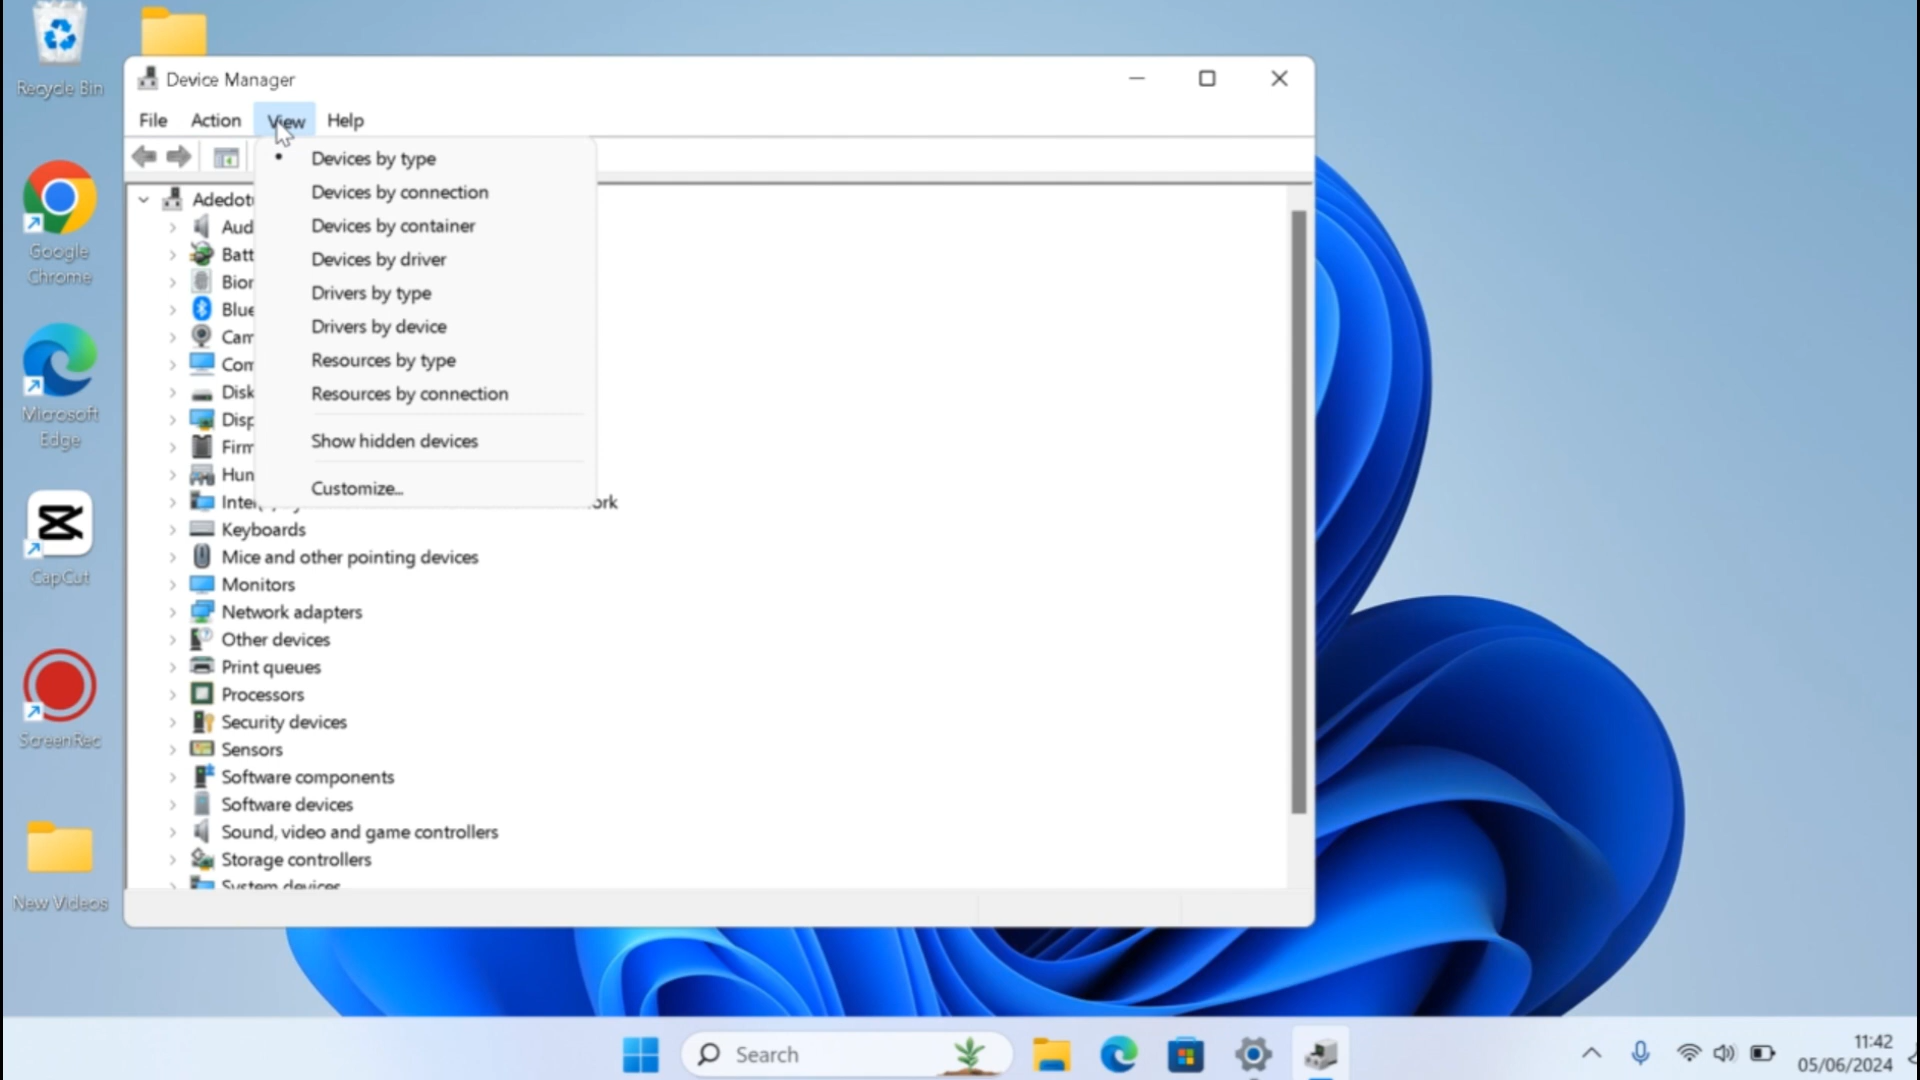 Recycle Bin
Google
Chrome
Microsoft
Edge
CapCut
ScreenRec
New Videos
Device Manager
File Action View Help
Devices by type
Devices by connection
Devices by container
Devices by driver
Drivers by type
Drivers by device
Resources by type
Resources by connection
Show hidden devices
Customize...
Adedot
Aud
Batt
Bior
Blue
Cam
Com
Disk
Disp
Firm
Hun
Inte
Keyboards
Mice and other pointing devices
Monitors
Network adapters
Other devices
Print queues
Processors
Security devices
Sensors
Software components
Software devices
Sound, video and game controllers
Storage controllers
System devices
Search
11:42
05/06/2024